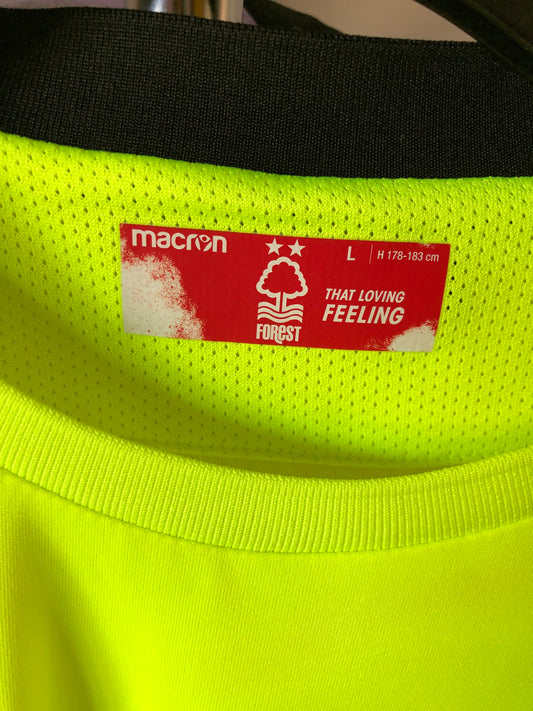 macron
L H 178-183 cm
THAT LOVING
FEELING
FOREST